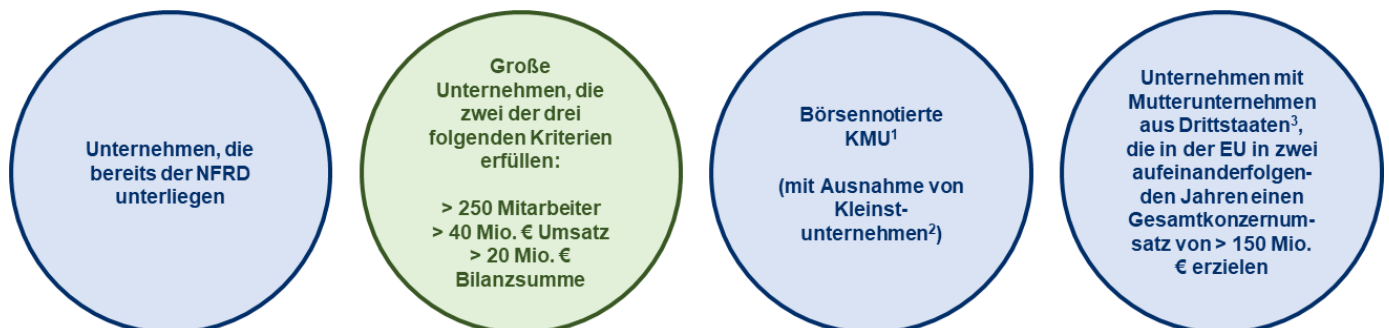 Unternehmen, die
bereits der NFRD
unterliegen
Große
Unternehmen, die
zwei der drei
folgenden Kriterien
erfüllen:
> 250 Mitarbeiter
> 40 Mio. € Umsatz
> 20 Mio. €
Bilanzsumme
Börsennotierte
KMU¹
(mit Ausnahme von
Kleinst-
unternehmen²)
Unternehmen mit
Mutterunternehmen
aus Drittstaaten³,
die in der EU in zwei
aufeinanderfolgen-
den Jahren einen
Gesamtkonzernum-
satz von > 150 Mio.
€ erzielen